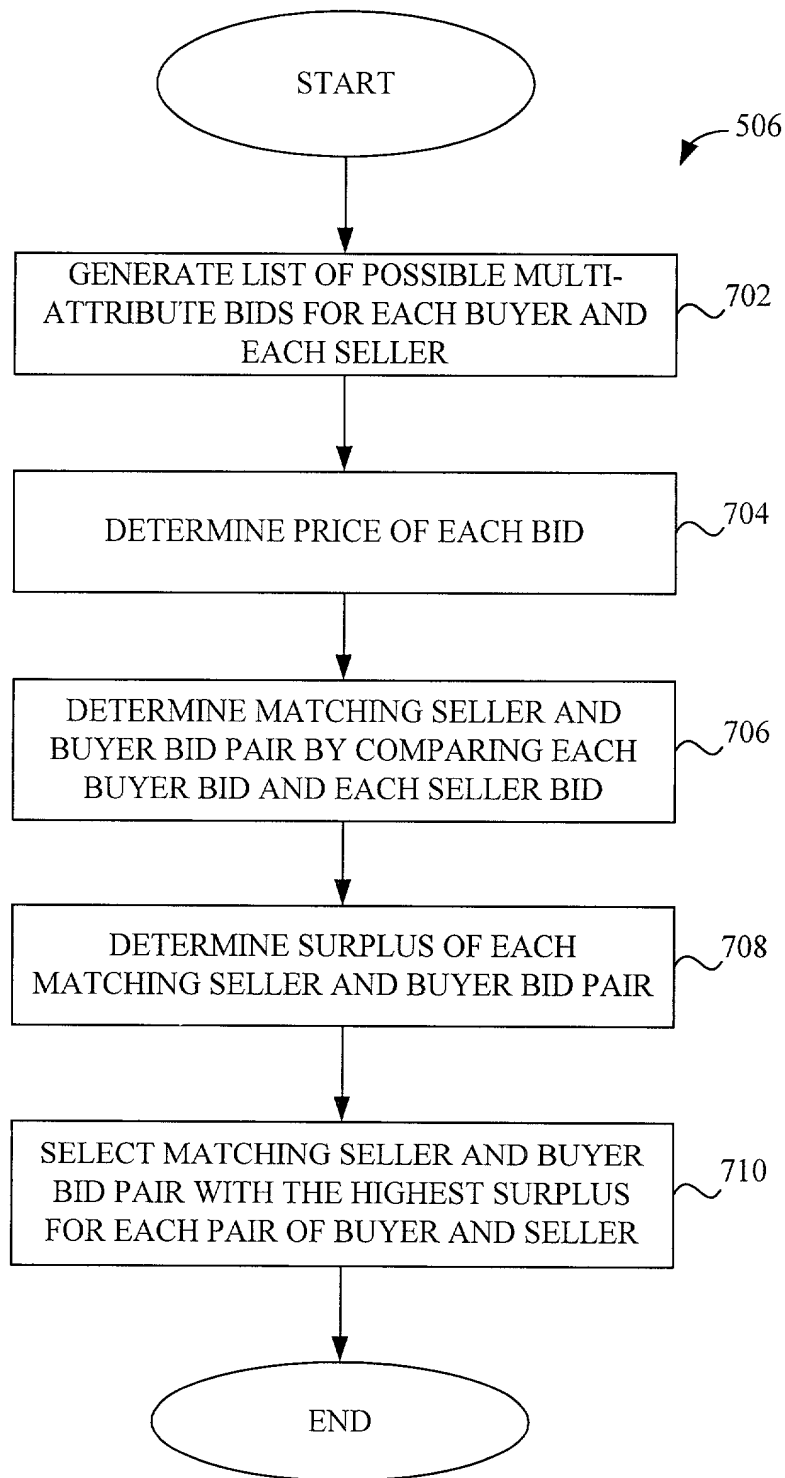 START
506
GENERATE LIST OF POSSIBLE MULTI-
ATTRIBUTE BIDS FOR EACH BUYER AND
EACH SELLER
702
DETERMINE PRICE OF EACH BID
704
DETERMINE MATCHING SELLER AND
BUYER BID PAIR BY COMPARING EACH
BUYER BID AND EACH SELLER BID
706
DETERMINE SURPLUS OF EACH
MATCHING SELLER AND BUYER BID PAIR
708
SELECT MATCHING SELLER AND BUYER
BID PAIR WITH THE HIGHEST SURPLUS
FOR EACH PAIR OF BUYER AND SELLER
710
END